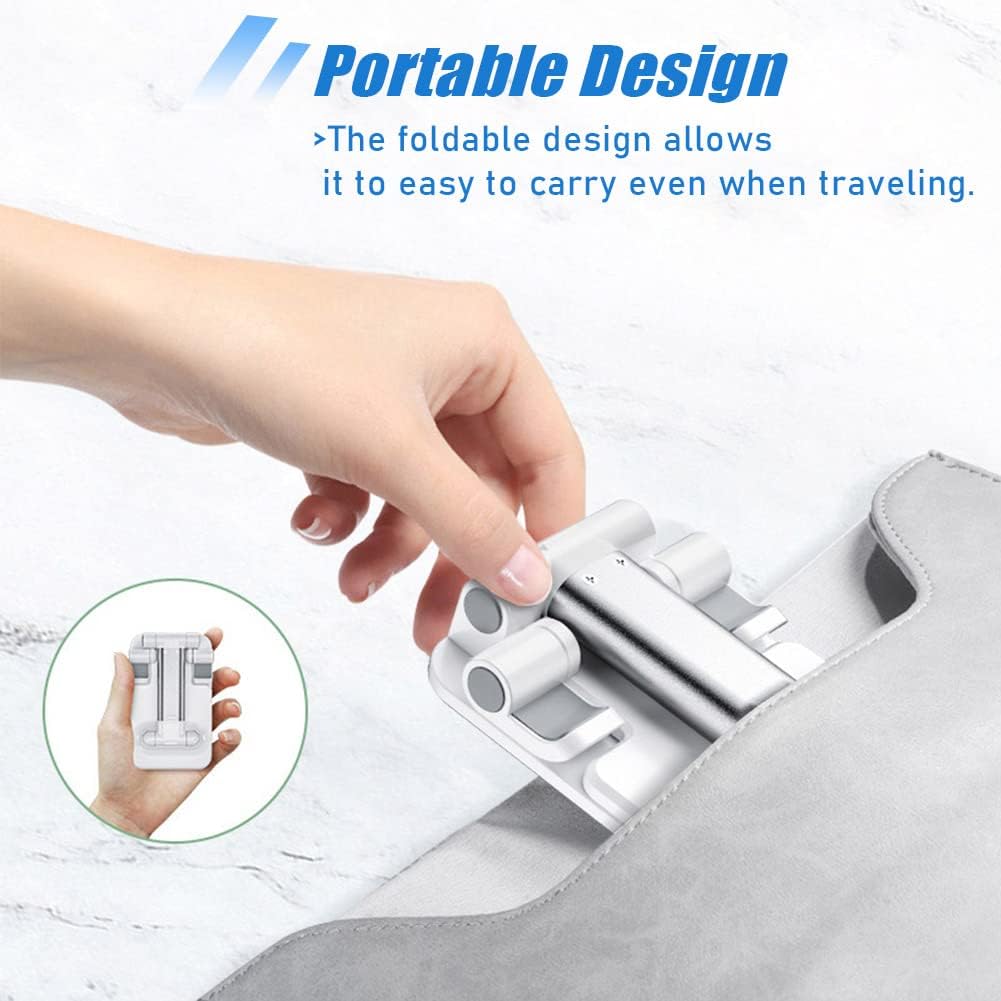 Portable Design
>The foldable design allows
it to easy to carry even when traveling.